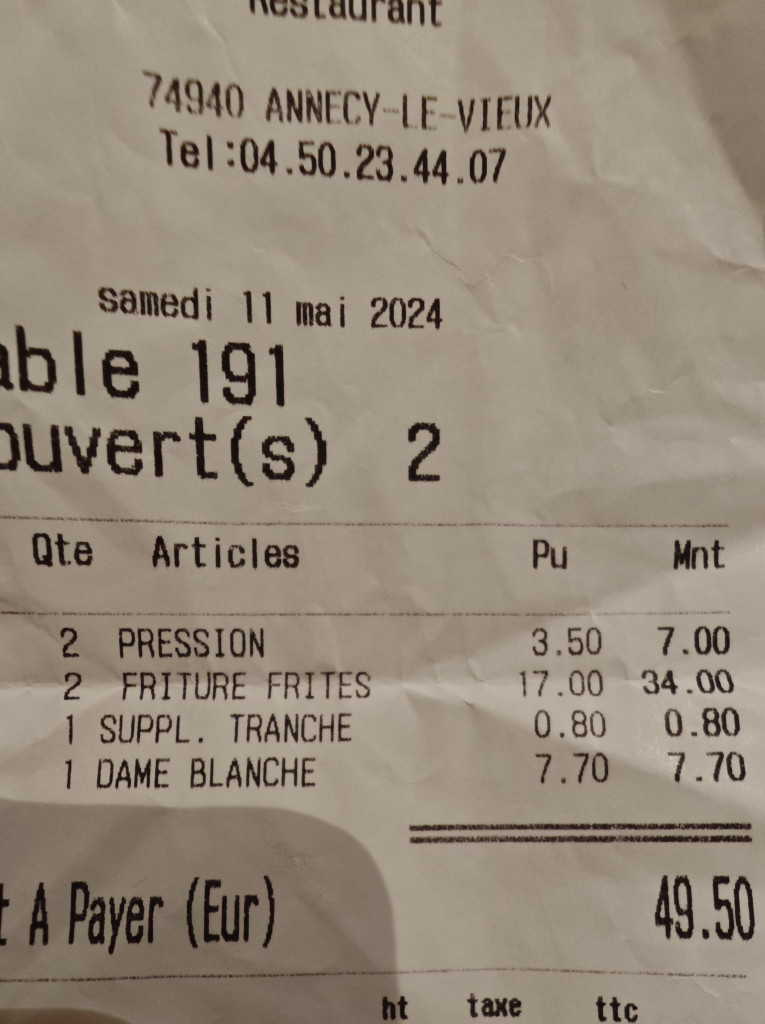 Restaurant
74940 ANNECY-LE-VIEUX
Tel:04.50.23.44.07
samedi 11 mai 2024
able 191
ouvert(s) 2
Qte Articles Pu Mnt
2 PRESSION 3.50 7.00
2 FRITURE FRITES 17.00 34.00
1 SUPPL. TRANCHE 0.80 0.80
1 DAME BLANCHE 7.70 7.70
t A Payer (Eur) 49.50
ht taxe ttc